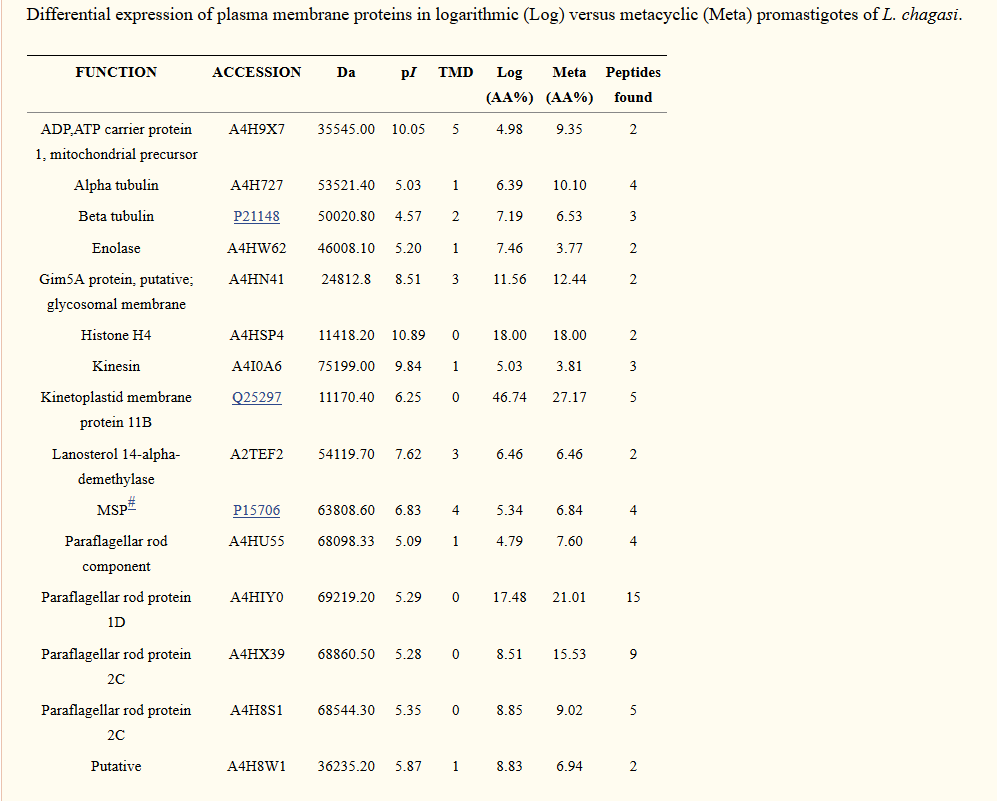 Differential expression of plasma membrane proteins in logarithmic (Log) versus metacyclic (Meta) promastigotes of L. chagasi.
FUNCTION ACCESSION Da pI TMD Log (AA%) Meta (AA%) Peptides found
ADP,ATP carrier protein 1, mitochondrial precursor A4H9X7 35545.00 10.05 5 4.98 9.35 2
Alpha tubulin A4H727 53521.40 5.03 1 6.39 10.10 4
Beta tubulin P21148 50020.80 4.57 2 7.19 6.53 3
Enolase A4HW62 46008.10 5.20 1 7.46 3.77 2
Gim5A protein, putative; glycosomal membrane A4HN41 24812.8 8.51 3 11.56 12.44 2
Histone H4 A4HSP4 11418.20 10.89 0 18.00 18.00 2
Kinesin A4I0A6 75199.00 9.84 1 5.03 3.81 3
Kinetoplastid membrane protein 11B Q25297 11170.40 6.25 0 46.74 27.17 5
Lanosterol 14-alpha-demethylase A2TEF2 54119.70 7.62 3 6.46 6.46 2
MSP# P15706 63808.60 6.83 4 5.34 6.84 4
Paraflagellar rod component A4HU55 68098.33 5.09 1 4.79 7.60 4
Paraflagellar rod protein 1D A4HIY0 69219.20 5.29 0 17.48 21.01 15
Paraflagellar rod protein 2C A4HX39 68860.50 5.28 0 8.51 15.53 9
Paraflagellar rod protein 2C A4H8S1 68544.30 5.35 0 8.85 9.02 5
Putative A4H8W1 36235.20 5.87 1 8.83 6.94 2